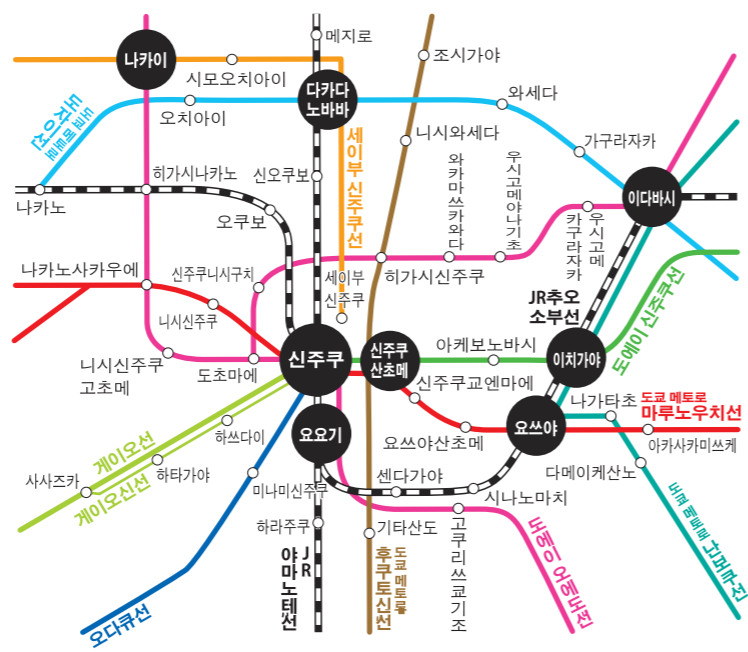 메지로
나카이
조시가야
시모오치아이
다카다
노바바
와세다
도쿄 메트로
도자이선
오치아이
세이부 신주쿠선
니시와세다
가구라자카
와카마쓰카와다
우시고메야나기초
히가시나카노
신오쿠보
이다바시
나카노
오쿠보
우시고메
카구라자카
나카노사카우에
신주쿠니시구치
세이부
신주쿠
히가시신주쿠
JR추오
소부선
도에이 신주쿠선
니시신주쿠
아케보노바시
신주쿠
신주쿠
산초메
이치가야
니시신주쿠
고초메
도초마에
신주쿠교엔마에
나가타초
도쿄 메트로
마루노우치선
하쓰다이
요요기
요쓰야산초메
요쓰야
아카사카미쓰케
게이오선
사사즈카
하타가야
게이오신선
미나미신주쿠
센다가야
시나노마치
다메이케산노
하라주쿠
기타산도
고쿠리쓰쿄기조
도쿄 메트로 난보쿠선
JR
야마노테선
도쿄 메트로
후쿠토신선
도에이 오에도선
오다큐선